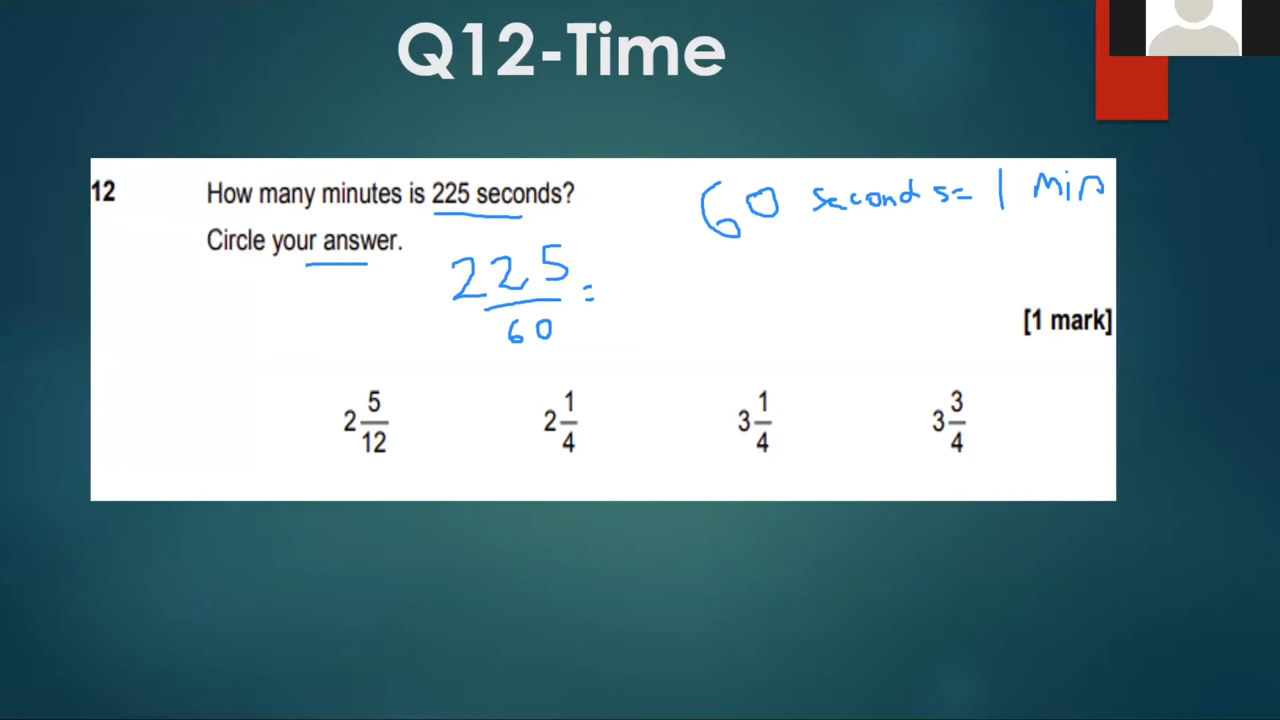 Q12-Time
12 How many minutes is 225 seconds? 60 seconds= 1 Min
Circle your answer.
225/60 =
[1 mark]
2 5/12 2 1/4 3 1/4 3 3/4